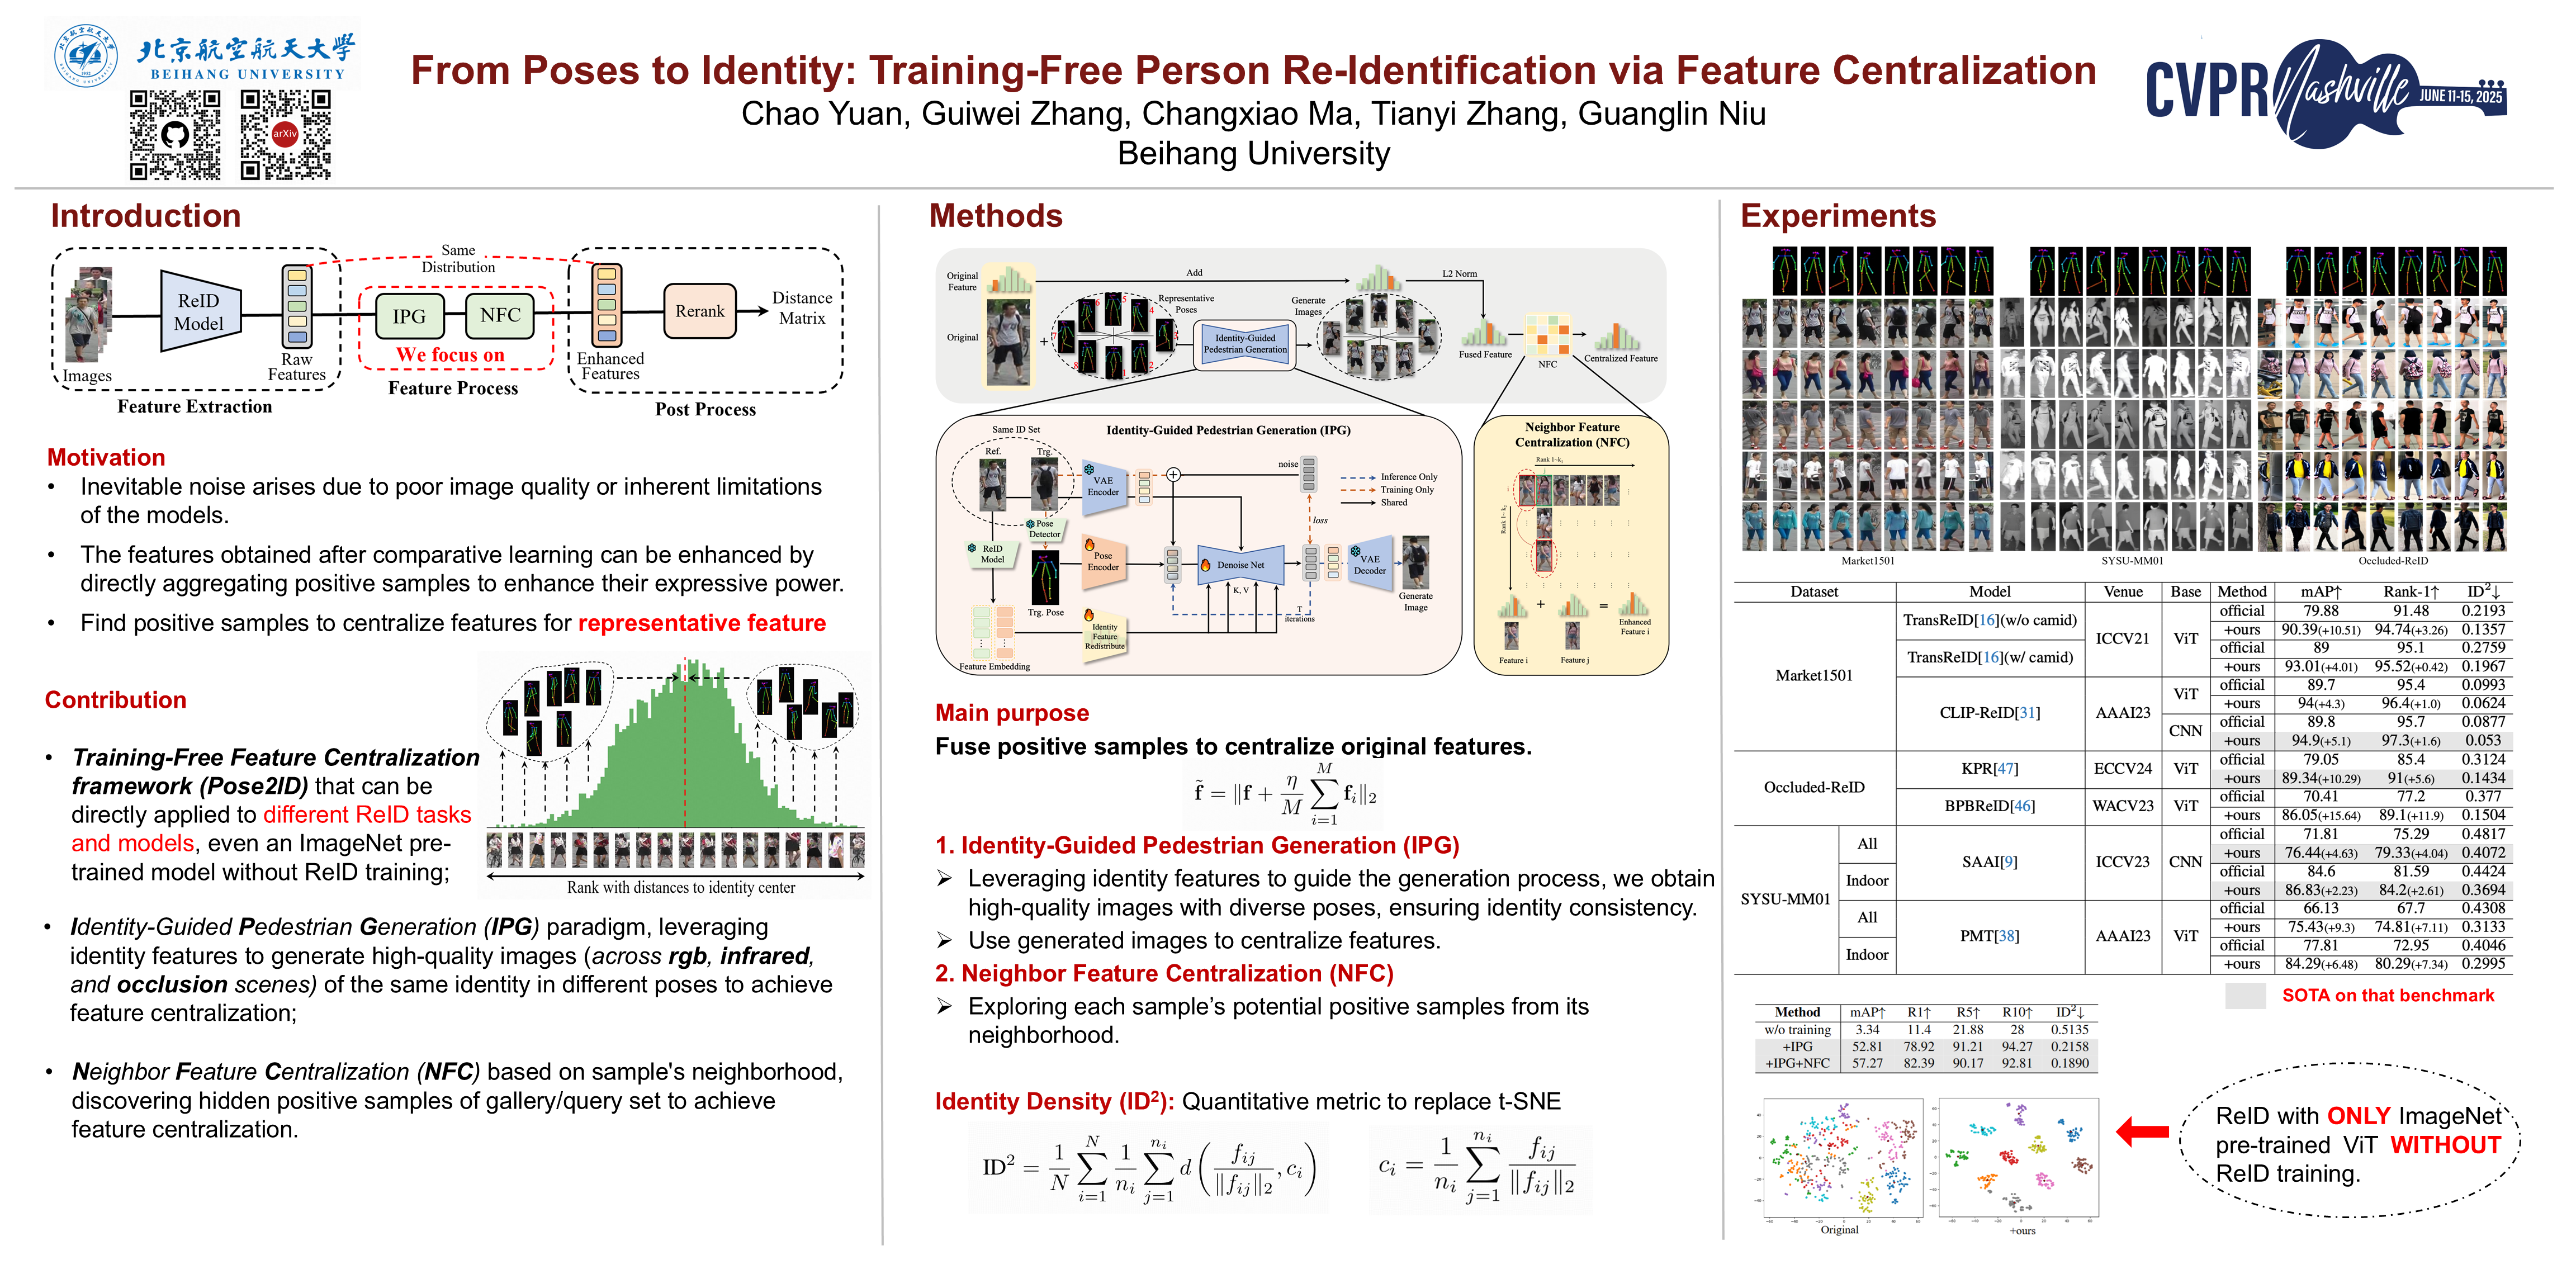 北京航空航天大学
BEIHANG UNIVERSITY
arXiv
From Poses to Identity: Training-Free Person Re-Identification via Feature Centralization
Chao Yuan, Guiwei Zhang, Changxiao Ma, Tianyi Zhang, Guanglin Niu
Beihang University
CVPR Nashville JUNE 11-15, 2025
Introduction
Same
Distribution
ReID
Model
IPG
NFC
Rerank
Distance
Matrix
We focus on
Images
Raw
Features
Enhanced
Features
Feature Extraction
Feature Process
Post Process
Motivation
• Inevitable noise arises due to poor image quality or inherent limitations
of the models.
• The features obtained after comparative learning can be enhanced by
directly aggregating positive samples to enhance their expressive power.
• Find positive samples to centralize features for representative feature
Contribution
• Training-Free Feature Centralization
framework (Pose2ID) that can be
directly applied to different ReID tasks
and models, even an ImageNet pre-
trained model without ReID training;
Rank with distances to identity center
• Identity-Guided Pedestrian Generation (IPG) paradigm, leveraging
identity features to generate high-quality images (across rgb, infrared,
and occlusion scenes) of the same identity in different poses to achieve
feature centralization;
• Neighbor Feature Centralization (NFC) based on sample's neighborhood,
discovering hidden positive samples of gallery/query set to achieve
feature centralization.
Methods
Original
Feature
Add
L2 Norm
Original
Representative
Poses
Generate
Images
Identity-Guided
Pedestrian Generation
Fused Feature
NFC
Centralized Feature
Identity-Guided Pedestrian Generation (IPG)
Same ID Set
Ref.
Trg.
VAE
Encoder
noise
Inference Only
Training Only
Shared
Pose
Detector
ReID
Model
Pose
Encoder
Denoise Net
loss
VAE
Decoder
K, V
T
iterations
Generate
Image
Trg. Pose
Identity
Feature
Redistribute
Feature Embedding
Neighbor Feature
Centralization (NFC)
Rank 1~k₁
Rank 1~k₂
+ =
Enhanced
Feature i
Feature i
Feature j
Main purpose
Fuse positive samples to centralize original features.
f̃ = ‖f + η/M ∑_{i=1}^{M} f_i‖₂
1. Identity-Guided Pedestrian Generation (IPG)
➢ Leveraging identity features to guide the generation process, we obtain
high-quality images with diverse poses, ensuring identity consistency.
➢ Use generated images to centralize features.
2. Neighbor Feature Centralization (NFC)
➢ Exploring each sample’s potential positive samples from its
neighborhood.
Identity Density (ID²): Quantitative metric to replace t-SNE
ID² = 1/N ∑_{i=1}^{N} 1/n_i ∑_{j=1}^{n_i} d(f_ij/‖f_ij‖₂, c_i)
c_i = 1/n_i ∑_{j=1}^{n_i} f_ij/‖f_ij‖₂
Experiments
Market1501
SYSU-MM01
Occluded-ReID
Dataset Model Venue Base Method mAP↑ Rank-1↑ ID²↓
Market1501 TransReID[16](w/o camid) ICCV21 ViT official 79.88 91.48 0.2193
+ours 90.39(+10.51) 94.74(+3.26) 0.1357
TransReID[16](w/ camid) official 89 95.1 0.2759
+ours 93.01(+4.01) 95.52(+0.42) 0.1967
CLIP-ReID[31] AAAI23 ViT official 89.7 95.4 0.0993
+ours 94(+4.3) 96.4(+1.0) 0.0624
CNN official 89.8 95.7 0.0877
+ours 94.9(+5.1) 97.3(+1.6) 0.053
Occluded-ReID KPR[47] ECCV24 ViT official 79.05 85.4 0.3124
+ours 89.34(+10.29) 91(+5.6) 0.1434
BPBReID[46] WACV23 ViT official 70.41 77.2 0.377
+ours 86.05(+15.64) 89.1(+11.9) 0.1504
SYSU-MM01 All SAAI[9] ICCV23 CNN official 71.81 75.29 0.4817
+ours 76.44(+4.63) 79.33(+4.04) 0.4072
Indoor official 84.6 81.59 0.4424
+ours 86.83(+2.23) 84.2(+2.61) 0.3694
All PMT[38] AAAI23 ViT official 66.13 67.7 0.4308
+ours 75.43(+9.3) 74.81(+7.11) 0.3133
Indoor official 77.81 72.95 0.4046
+ours 84.29(+6.48) 80.29(+7.34) 0.2995
SOTA on that benchmark
Method mAP↑ R1↑ R5↑ R10↑ ID²↓
w/o training 3.34 11.4 21.88 28 0.5135
+IPG 52.81 78.92 91.21 94.27 0.2158
+IPG+NFC 57.27 82.39 90.17 92.81 0.1890
Original
+ours
ReID with ONLY ImageNet
pre-trained ViT WITHOUT
ReID training.